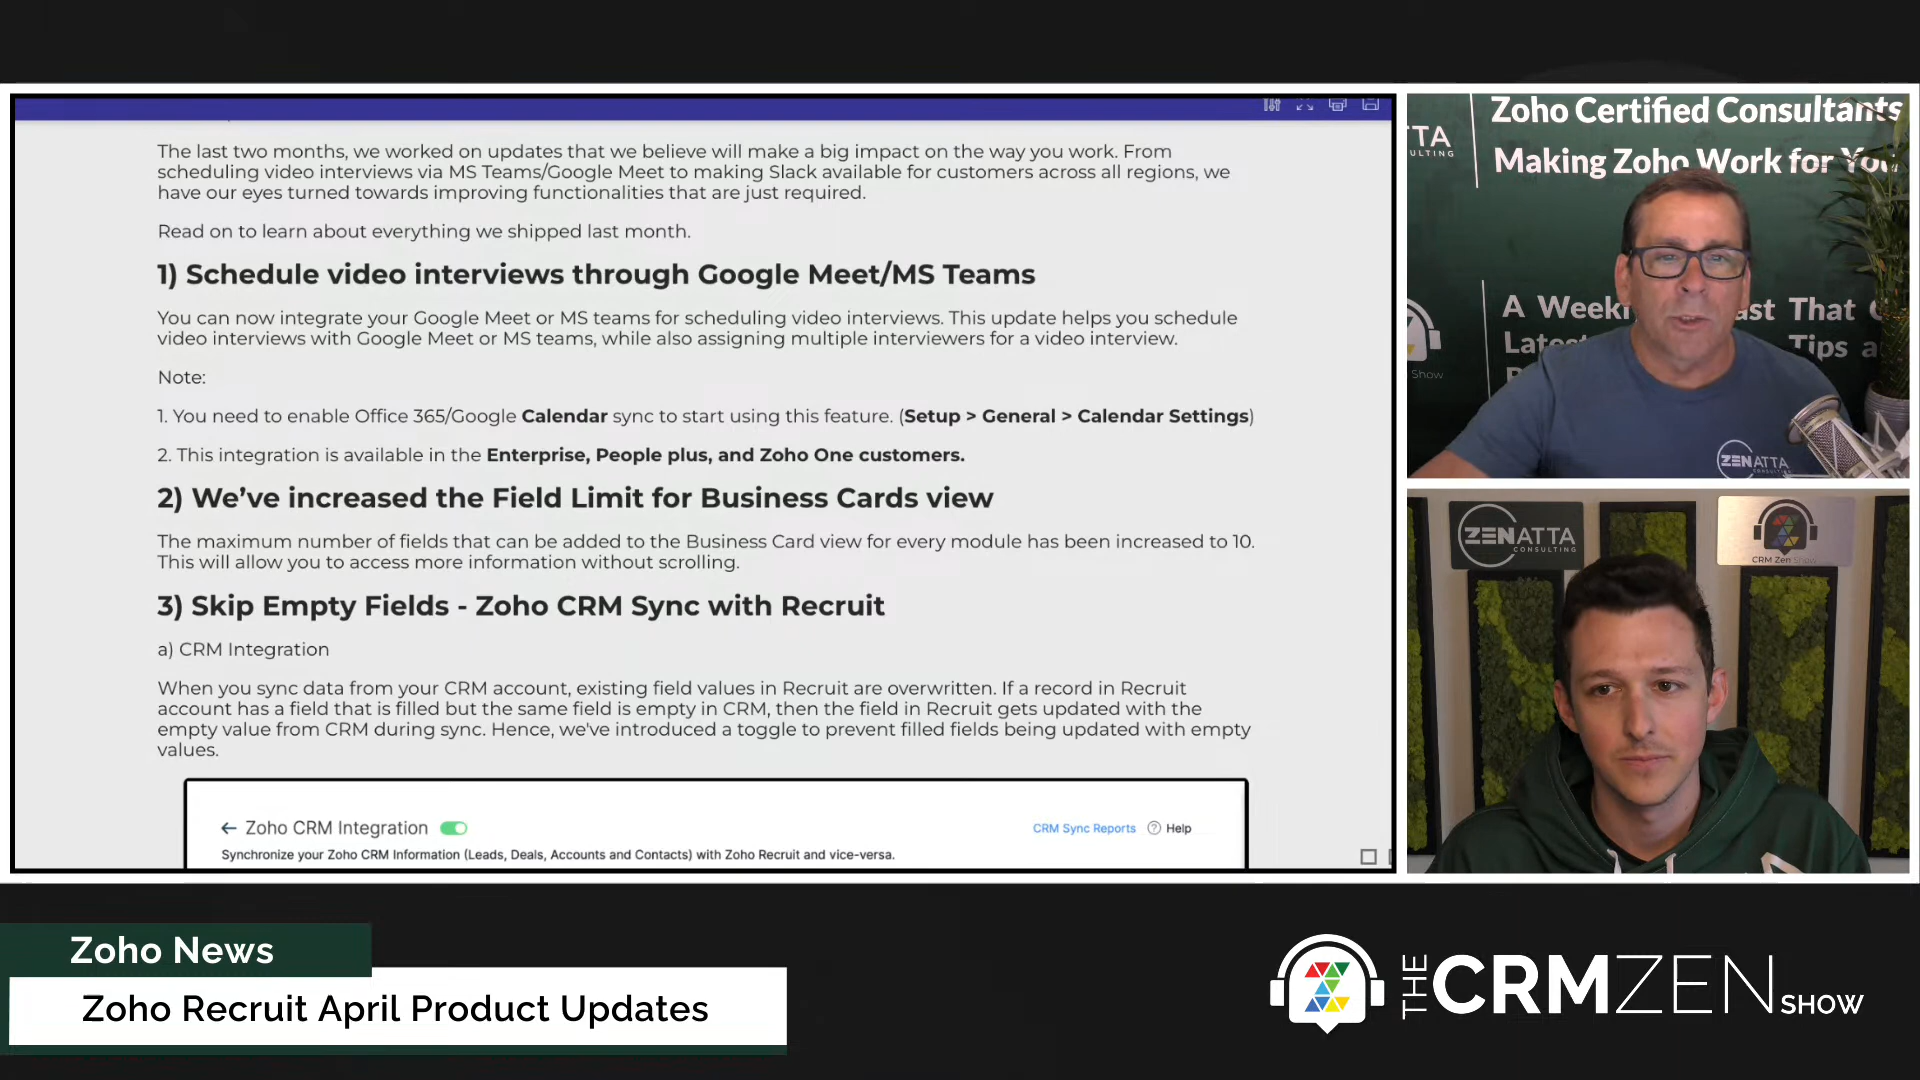 The last two months, we worked on updates that we believe will make a big impact on the way you work. From
scheduling video interviews via MS Teams/Google Meet to making Slack available for customers across all regions, we
have our eyes turned towards improving functionalities that are just required.
Read on to learn about everything we shipped last month.
1) Schedule video interviews through Google Meet/MS Teams
You can now integrate your Google Meet or MS teams for scheduling video interviews. This update helps you schedule
video interviews with Google Meet or MS teams, while also assigning multiple interviewers for a video interview.
Note:
1. You need to enable Office 365/Google Calendar sync to start using this feature. (Setup > General > Calendar Settings)
2. This integration is available in the Enterprise, People plus, and Zoho One customers.
2) We’ve increased the Field Limit for Business Cards view
The maximum number of fields that can be added to the Business Card view for every module has been increased to 10.
This will allow you to access more information without scrolling.
3) Skip Empty Fields - Zoho CRM Sync with Recruit
a) CRM Integration
When you sync data from your CRM account, existing field values in Recruit are overwritten. If a record in Recruit
account has a field that is filled but the same field is empty in CRM, then the field in Recruit gets updated with the
empty value from CRM during sync. Hence, we've introduced a toggle to prevent filled fields being updated with empty
values.
← Zoho CRM Integration
CRM Sync Reports ? Help
Synchronize your Zoho CRM Information (Leads, Deals, Accounts and Contacts) with Zoho Recruit and vice-versa.
Zoho Certified Consultants
Making Zoho Work for You
TTA
ULTING
A Weekl ast That
Latest Tips a
Show
ZENATTA
CONSULTING
ZENATTA
CONSULTING
CRM Zen Show
Zoho News
Zoho Recruit April Product Updates
THE CRMZEN SHOW